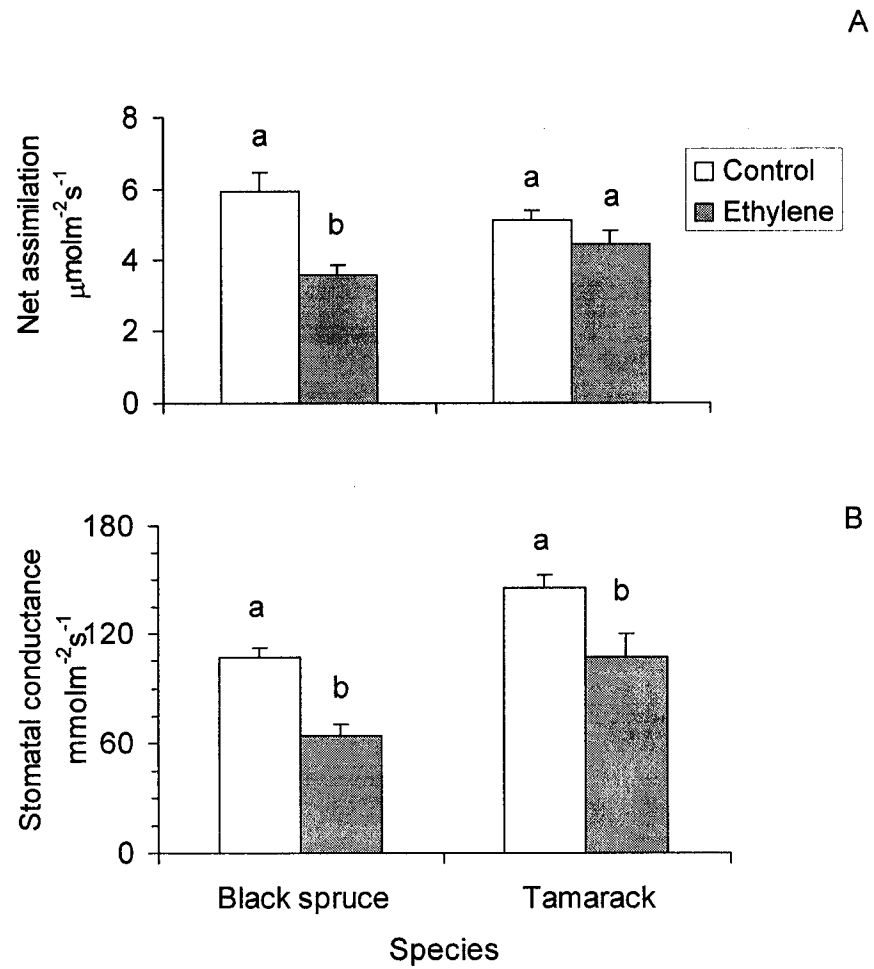 A
8
6
4
2
0
Net assimilation
μmolm⁻²s⁻¹
a
b
a
a
Control
Ethylene
B
180
120
60
0
Stomatal conductance
mmolm⁻²s⁻¹
a
b
a
b
Black spruce
Tamarack
Species